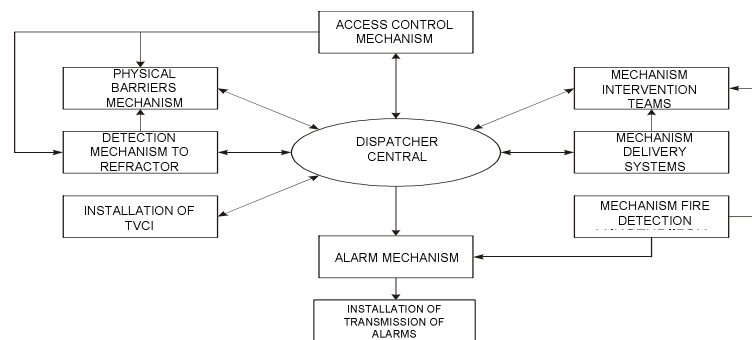 ACCESS CONTROL
MECHANISM
PHYSICAL
BARRIERS
MECHANISM
MECHANISM
INTERVENTION
TEAMS
DETECTION
MECHANISM TO
REFRACTOR
DISPATCHER
CENTRAL
MECHANISM
DELIVERY
SYSTEMS
INSTALLATION OF
TVCI
MECHANISM FIRE
DETECTION
ALARM MECHANISM
INSTALLATION OF
TRANSMISSION OF
ALARMS